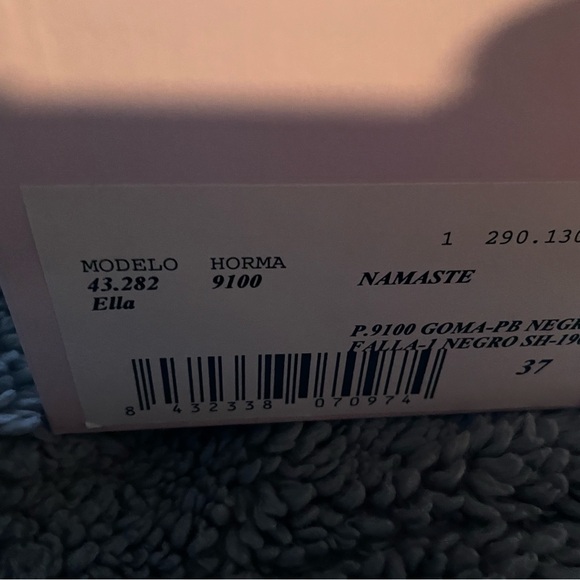 1 290.130
MODELO HORMA
43.282 9100 NAMASTE
Ella
P.9100 GOMA-PB NEGR
FALLA-1 NEGRO SH-190
37
8 432338 070974